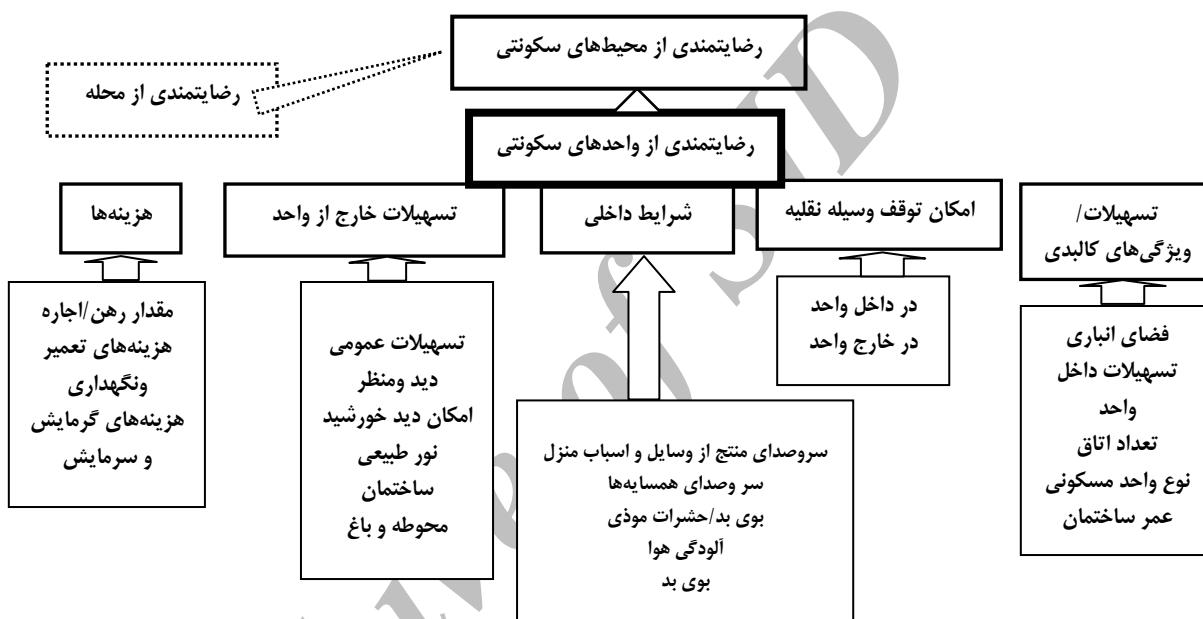 رضایتمندی از محیط‌های سکونتی
رضایتمندی از محله
رضایتمندی از واحدهای سکونتی
تسهیلات/
ویژگی‌های کالبدی
امکان توقف وسیله نقلیه
شرایط داخلی
تسهیلات خارج از واحد
هزینه‌ها
فضای انباری
تسهیلات داخل
واحد
تعداد اتاق
نوع واحد مسکونی
عمر ساختمان
در داخل واحد
در خارج واحد
سروصدای منتج از وسایل و اسباب منزل
سر وصدای همسایه‌ها
بوی بد/حشرات موذی
آلودگی هوا
بوی بد
تسهیلات عمومی
دید ومنظر
امکان دید خورشید
نور طبیعی
ساختمان
محوطه و باغ
مقدار رهن/اجاره
هزینه‌های تعمیر
ونگهداری
هزینه‌های گرمایش
و سرمایش
of SID